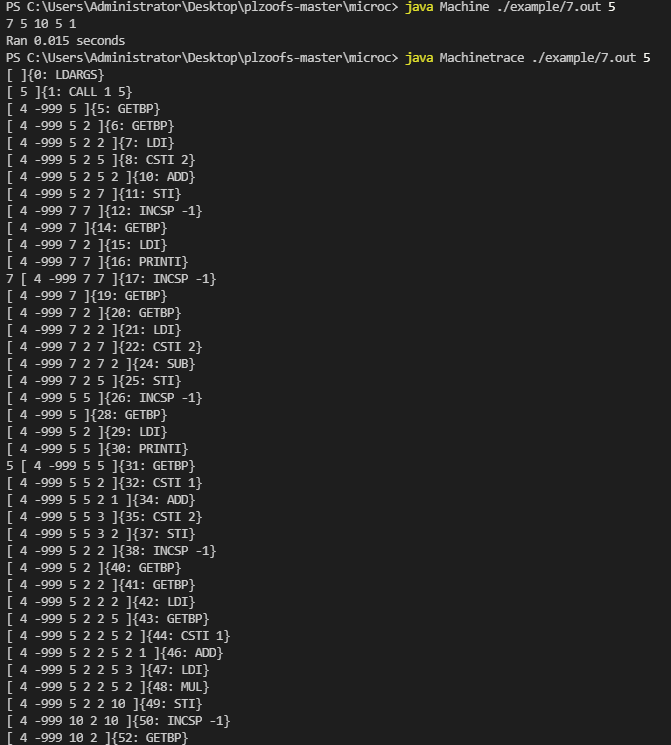 PS C:\Users\Administrator\Desktop\plzoofs-master\microc> java Machine ./example/7.out 5
7 5 10 5 1
Ran 0.015 seconds
PS C:\Users\Administrator\Desktop\plzoofs-master\microc> java Machinetrace ./example/7.out 5
[ ]{0: LDARGS}
[ 5 ]{1: CALL 1 5}
[ 4 -999 5 ]{5: GETBP}
[ 4 -999 5 2 ]{6: GETBP}
[ 4 -999 5 2 2 ]{7: LDI}
[ 4 -999 5 2 5 ]{8: CSTI 2}
[ 4 -999 5 2 5 2 ]{10: ADD}
[ 4 -999 5 2 7 ]{11: STI}
[ 4 -999 7 7 ]{12: INCSP -1}
[ 4 -999 7 ]{14: GETBP}
[ 4 -999 7 2 ]{15: LDI}
[ 4 -999 7 7 ]{16: PRINTI}
7 [ 4 -999 7 7 ]{17: INCSP -1}
[ 4 -999 7 ]{19: GETBP}
[ 4 -999 7 2 ]{20: GETBP}
[ 4 -999 7 2 2 ]{21: LDI}
[ 4 -999 7 2 7 ]{22: CSTI 2}
[ 4 -999 7 2 7 2 ]{24: SUB}
[ 4 -999 7 2 5 ]{25: STI}
[ 4 -999 5 5 ]{26: INCSP -1}
[ 4 -999 5 ]{28: GETBP}
[ 4 -999 5 2 ]{29: LDI}
[ 4 -999 5 5 ]{30: PRINTI}
5 [ 4 -999 5 5 ]{31: GETBP}
[ 4 -999 5 5 2 ]{32: CSTI 1}
[ 4 -999 5 5 2 1 ]{34: ADD}
[ 4 -999 5 5 3 ]{35: CSTI 2}
[ 4 -999 5 5 3 2 ]{37: STI}
[ 4 -999 5 2 2 ]{38: INCSP -1}
[ 4 -999 5 2 ]{40: GETBP}
[ 4 -999 5 2 2 ]{41: GETBP}
[ 4 -999 5 2 2 2 ]{42: LDI}
[ 4 -999 5 2 2 5 ]{43: GETBP}
[ 4 -999 5 2 2 5 2 ]{44: CSTI 1}
[ 4 -999 5 2 2 5 2 1 ]{46: ADD}
[ 4 -999 5 2 2 5 3 ]{47: LDI}
[ 4 -999 5 2 2 5 2 ]{48: MUL}
[ 4 -999 5 2 2 10 ]{49: STI}
[ 4 -999 10 2 10 ]{50: INCSP -1}
[ 4 -999 10 2 ]{52: GETBP}